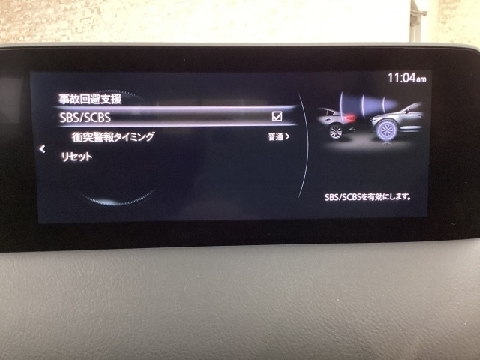 11:04am
事故回避支援
SBS/SCBS
衝突警報タイミング 普通
リセット
SBS/SCBSを有効にします。